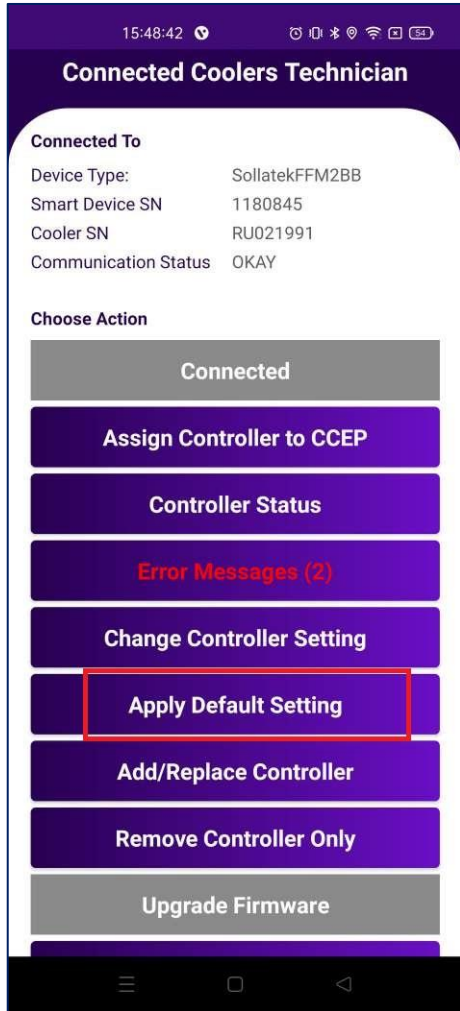 15:48:42 54
Connected Coolers Technician
Connected To
Device Type: SollatekFFM2BB
Smart Device SN 1180845
Cooler SN RU021991
Communication Status OKAY
Choose Action
Connected
Assign Controller to CCEP
Controller Status
Error Messages (2)
Change Controller Setting
Apply Default Setting
Add/Replace Controller
Remove Controller Only
Upgrade Firmware